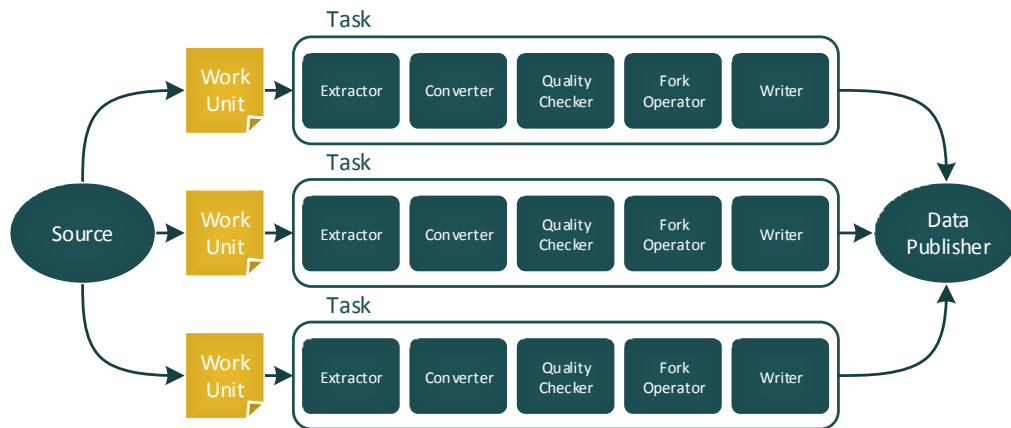 Task
Work
Unit
Extractor
Converter
Quality
Checker
Fork
Operator
Writer
Task
Source
Work
Unit
Extractor
Converter
Quality
Checker
Fork
Operator
Writer
Data
Publisher
Task
Work
Unit
Extractor
Converter
Quality
Checker
Fork
Operator
Writer